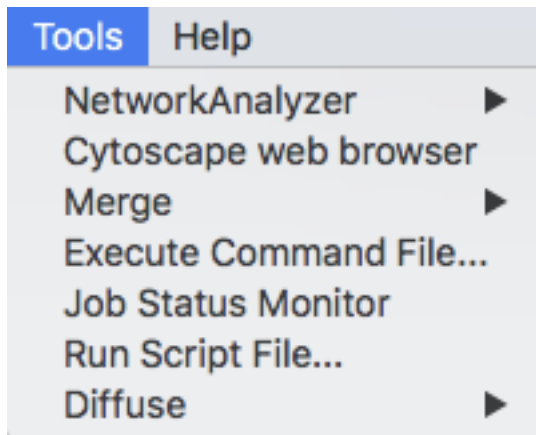 Tools Help
NetworkAnalyzer
Cytoscape web browser
Merge
Execute Command File...
Job Status Monitor
Run Script File...
Diffuse